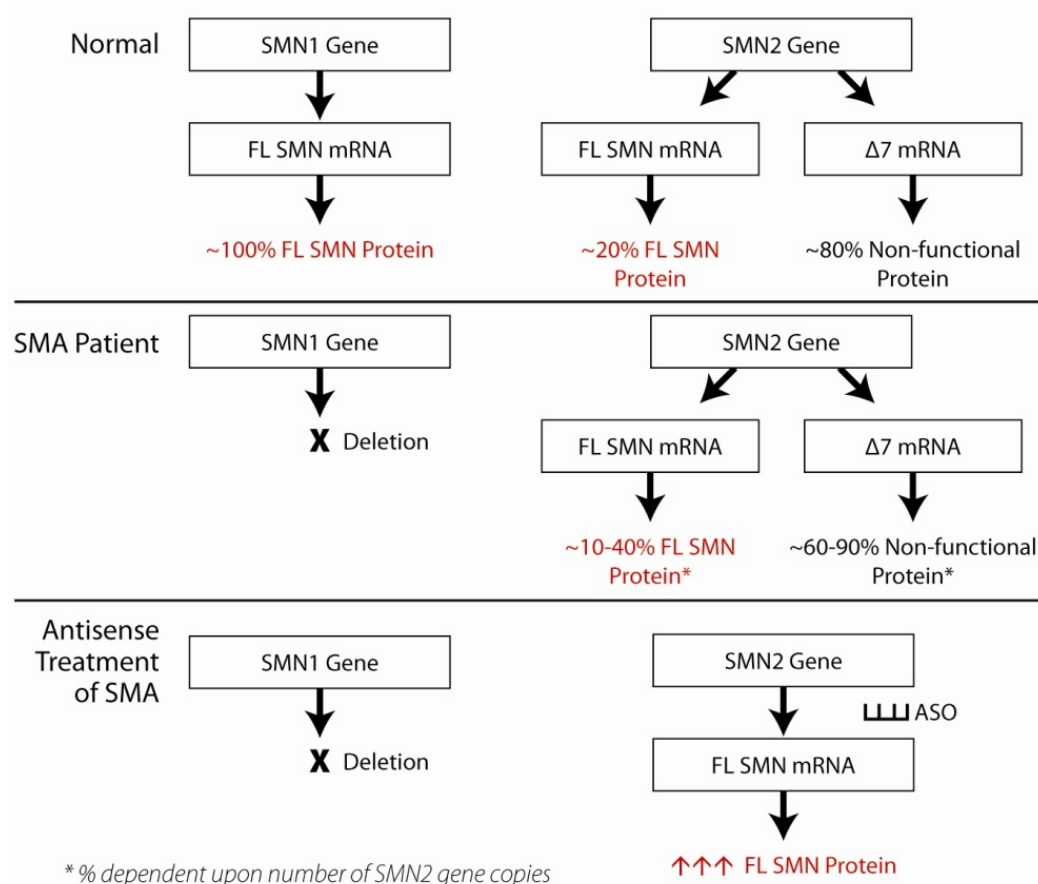 Normal
SMN1 Gene
SMN2 Gene
FL SMN mRNA
FL SMN mRNA
Δ7 mRNA
~100% FL SMN Protein
~20% FL SMN
Protein
~80% Non-functional
Protein
SMA Patient
SMN1 Gene
SMN2 Gene
X Deletion
FL SMN mRNA
Δ7 mRNA
~10-40% FL SMN
Protein*
~60-90% Non-functional
Protein*
Antisense
Treatment
of SMA
SMN1 Gene
SMN2 Gene
ASO
X Deletion
FL SMN mRNA
↑↑↑ FL SMN Protein
* % dependent upon number of SMN2 gene copies